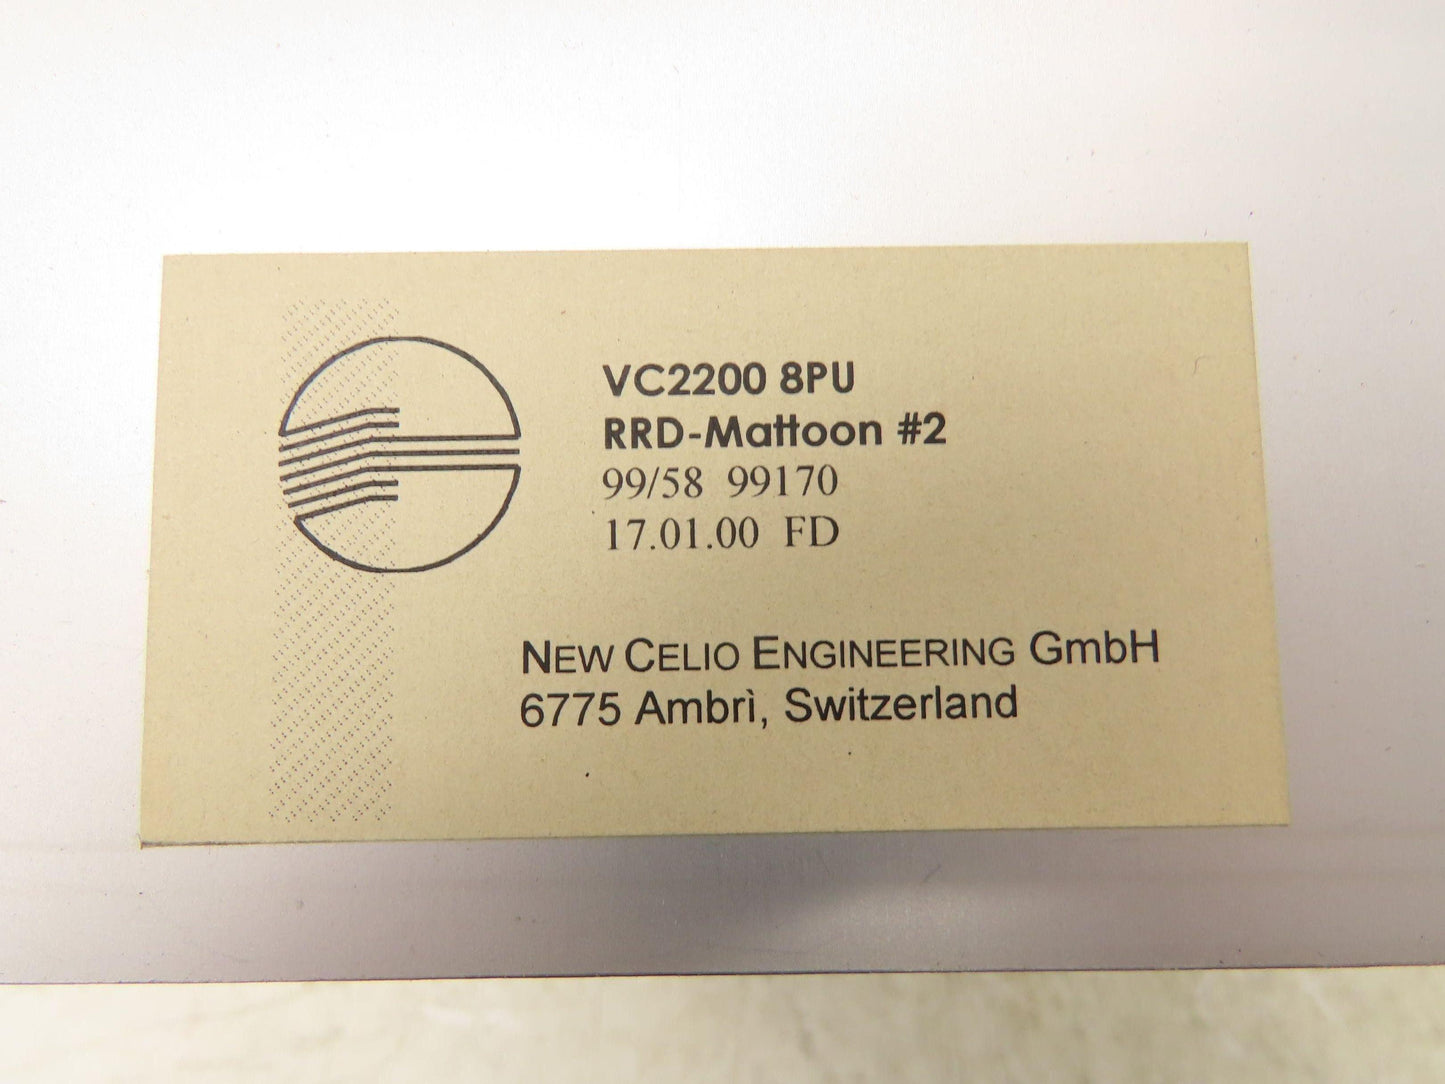 VC2200 8PU
RRD-Mattoon #2
99/58 99170
17.01.00 FD
NEW CELIO ENGINEERING GmbH
6775 Ambrì, Switzerland